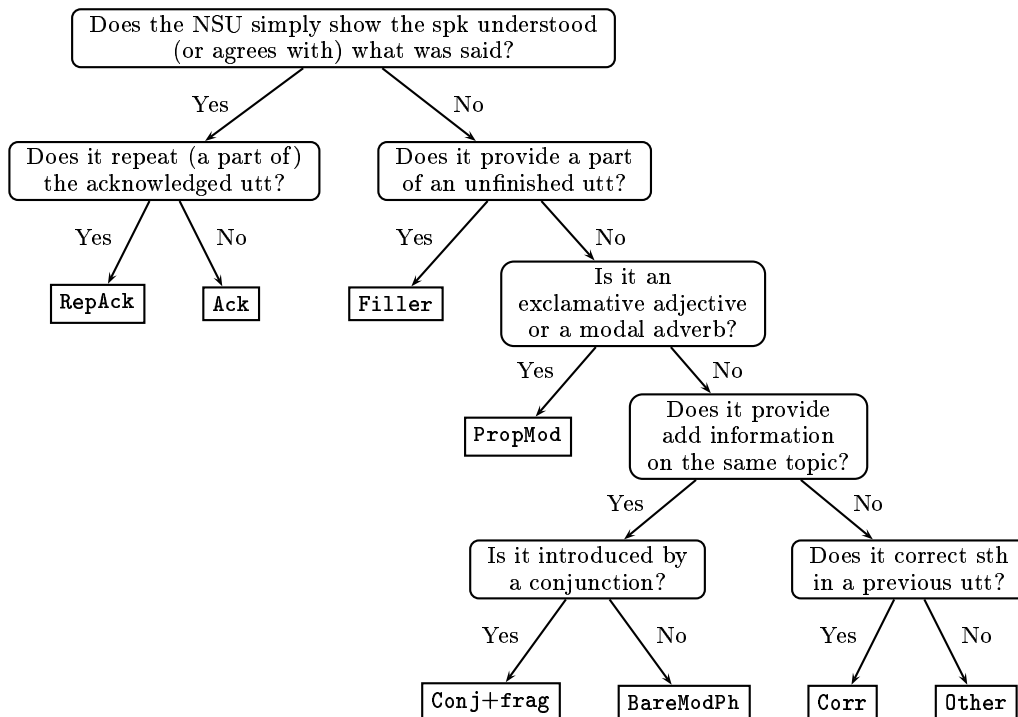 Does the NSU simply show the spk understood
(or agrees with) what was said?
Yes
No
Does it repeat (a part of)
the acknowledged utt?
Does it provide a part
of an unfinished utt?
Yes
No
Yes
No
RepAck
Ack
Filler
Is it an
exclamative adjective
or a modal adverb?
Yes
No
PropMod
Does it provide
add information
on the same topic?
Yes
No
Is it introduced by
a conjunction?
Does it correct sth
in a previous utt?
Yes
No
Yes
No
Conj+frag
BareModPh
Corr
Other